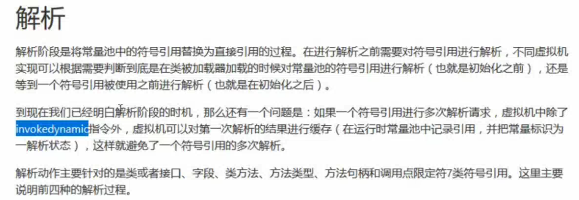 解析
解析阶段是将常量池中的符号引用替换为直接引用的过程。在进行解析之前需要对符号引用进行解析，不同虚拟机
实现可以根据需要判断到底是在类被加载器加载的时候对常量池的符号引用进行解析（也就是初始化之前），还是
等到一个符号引用被使用之前进行解析（也就是在初始化之后）。
到现在我们已经明白解析阶段的时机，那么还有一个问题是：如果一个符号引用进行多次解析请求，虚拟机中除了
invokedynamic指令外，虚拟机可以对第一次解析的结果进行缓存（在运行时常量池中记录引用，并把常量标识为
一解析状态），这样就避免了一个符号引用的多次解析。
解析动作主要针对的是类或者接口、字段、类方法、方法类型、方法句柄和调用点限定符7类符号引用。这里主要
说明前四种的解析过程。